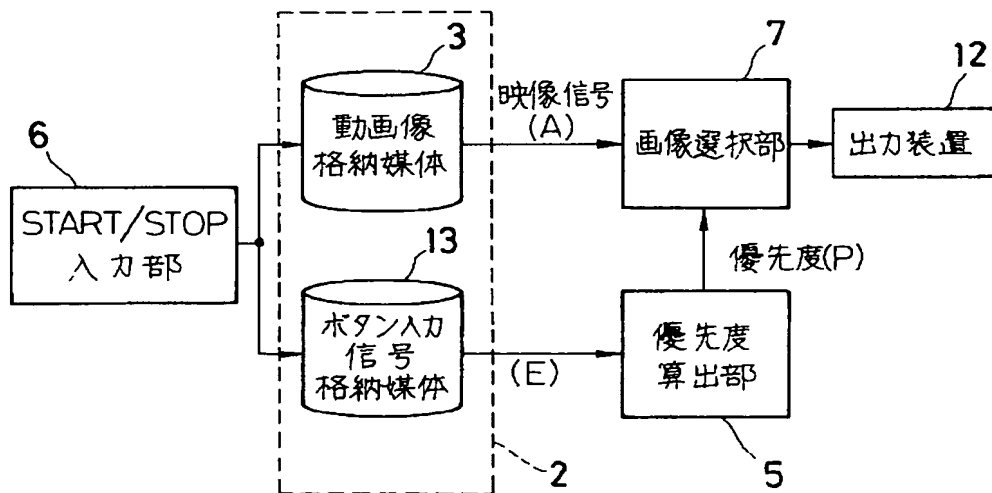 6
START/STOP
入力部
3
動画像
格納媒体
13
ボタン入力
信号
格納媒体
2
映像信号
(A)
(E)
7
画像選択部
優先度(P)
優先度
算出部
5
12
出力装置